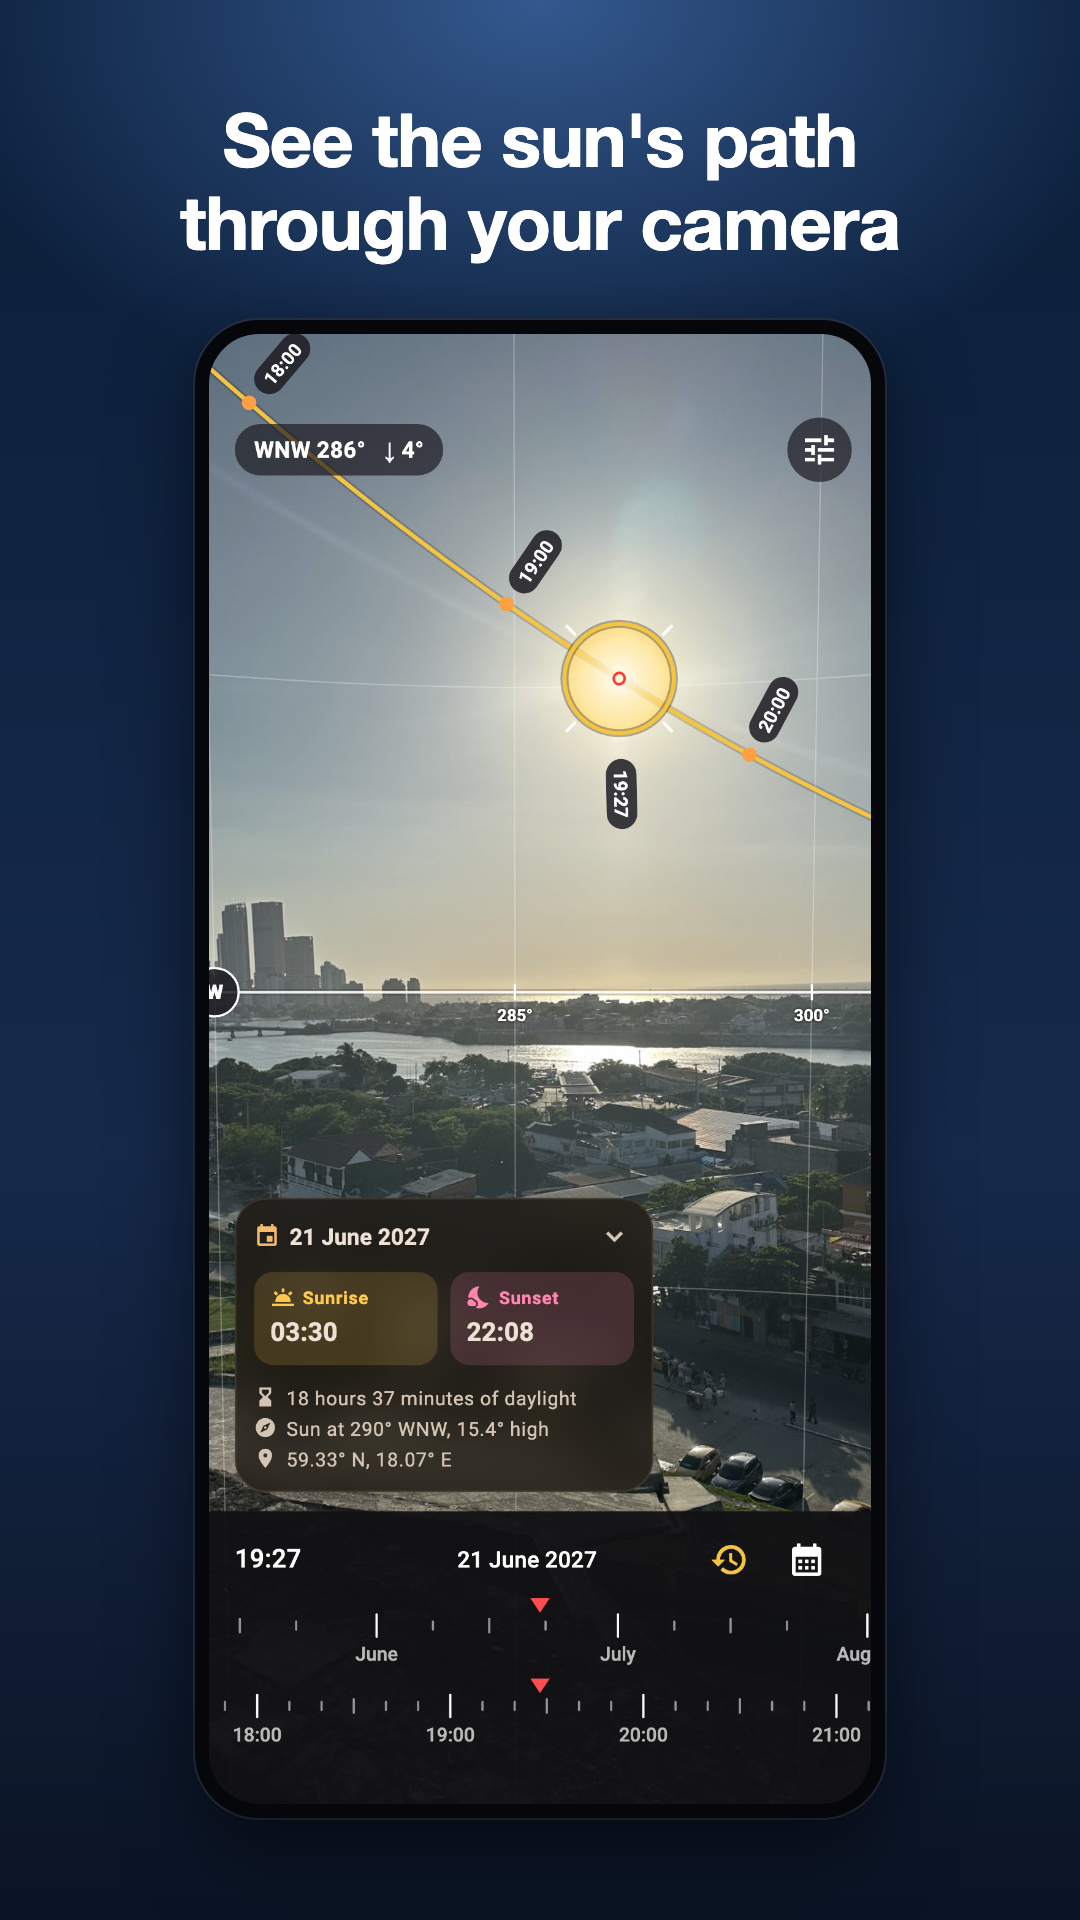 See the sun's path
through your camera
18:00
WNW 286° ↓ 4°
19:00
20:00
19:27
W
285°
300°
21 June 2027
Sunrise
03:30
Sunset
22:08
18 hours 37 minutes of daylight
Sun at 290° WNW, 15.4° high
59.33° N, 18.07° E
19:27
21 June 2027
June
July
Aug
18:00
19:00
20:00
21:00